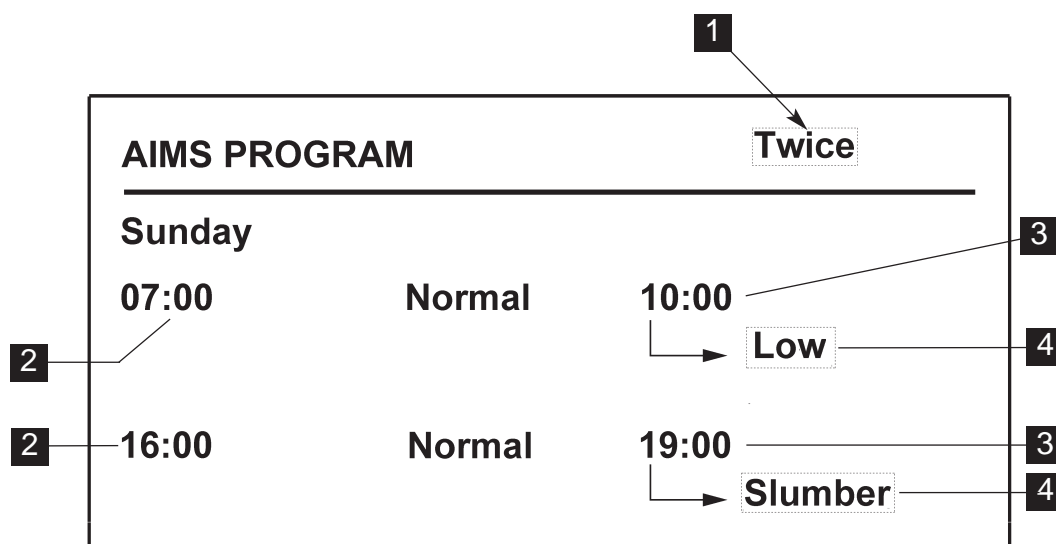 1
AIMS PROGRAM Twice
Sunday
3
07:00 Normal 10:00
2
Low 4
2 16:00 Normal 19:00 3
Slumber 4